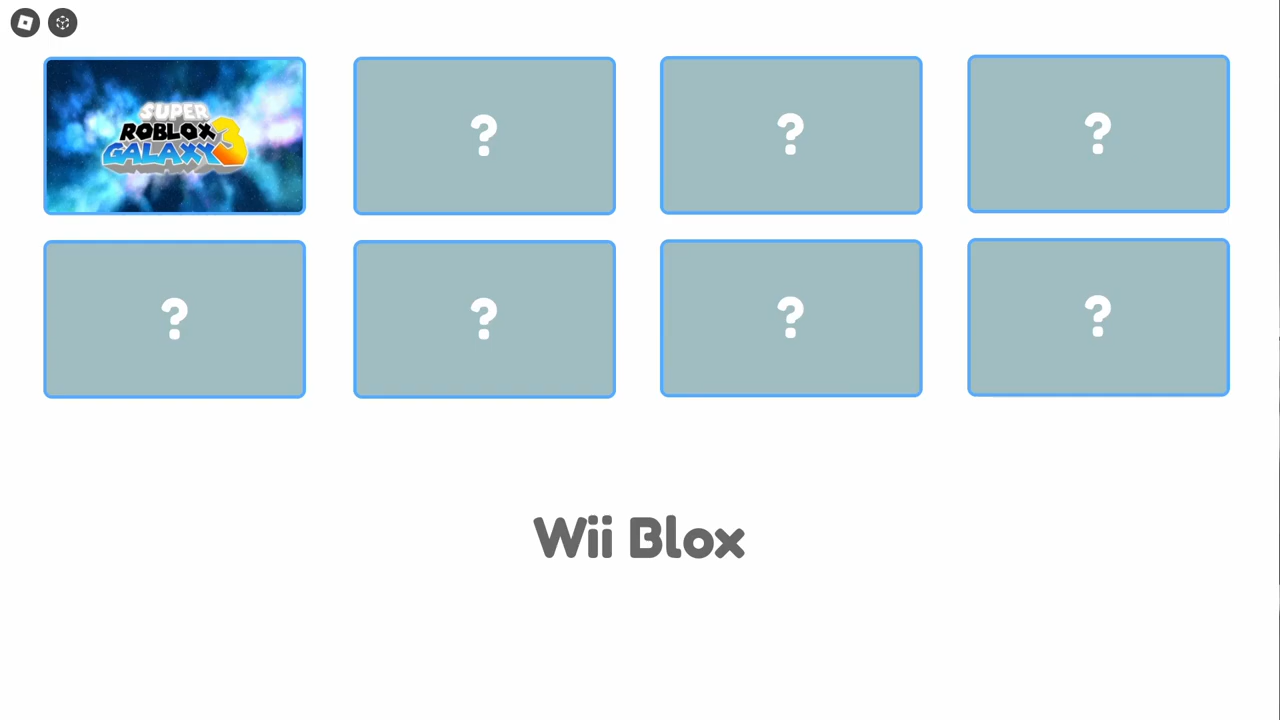 SUPER
ROBLOX 3
GALAXY
? ? ?
? ? ? ?
Wii Blox